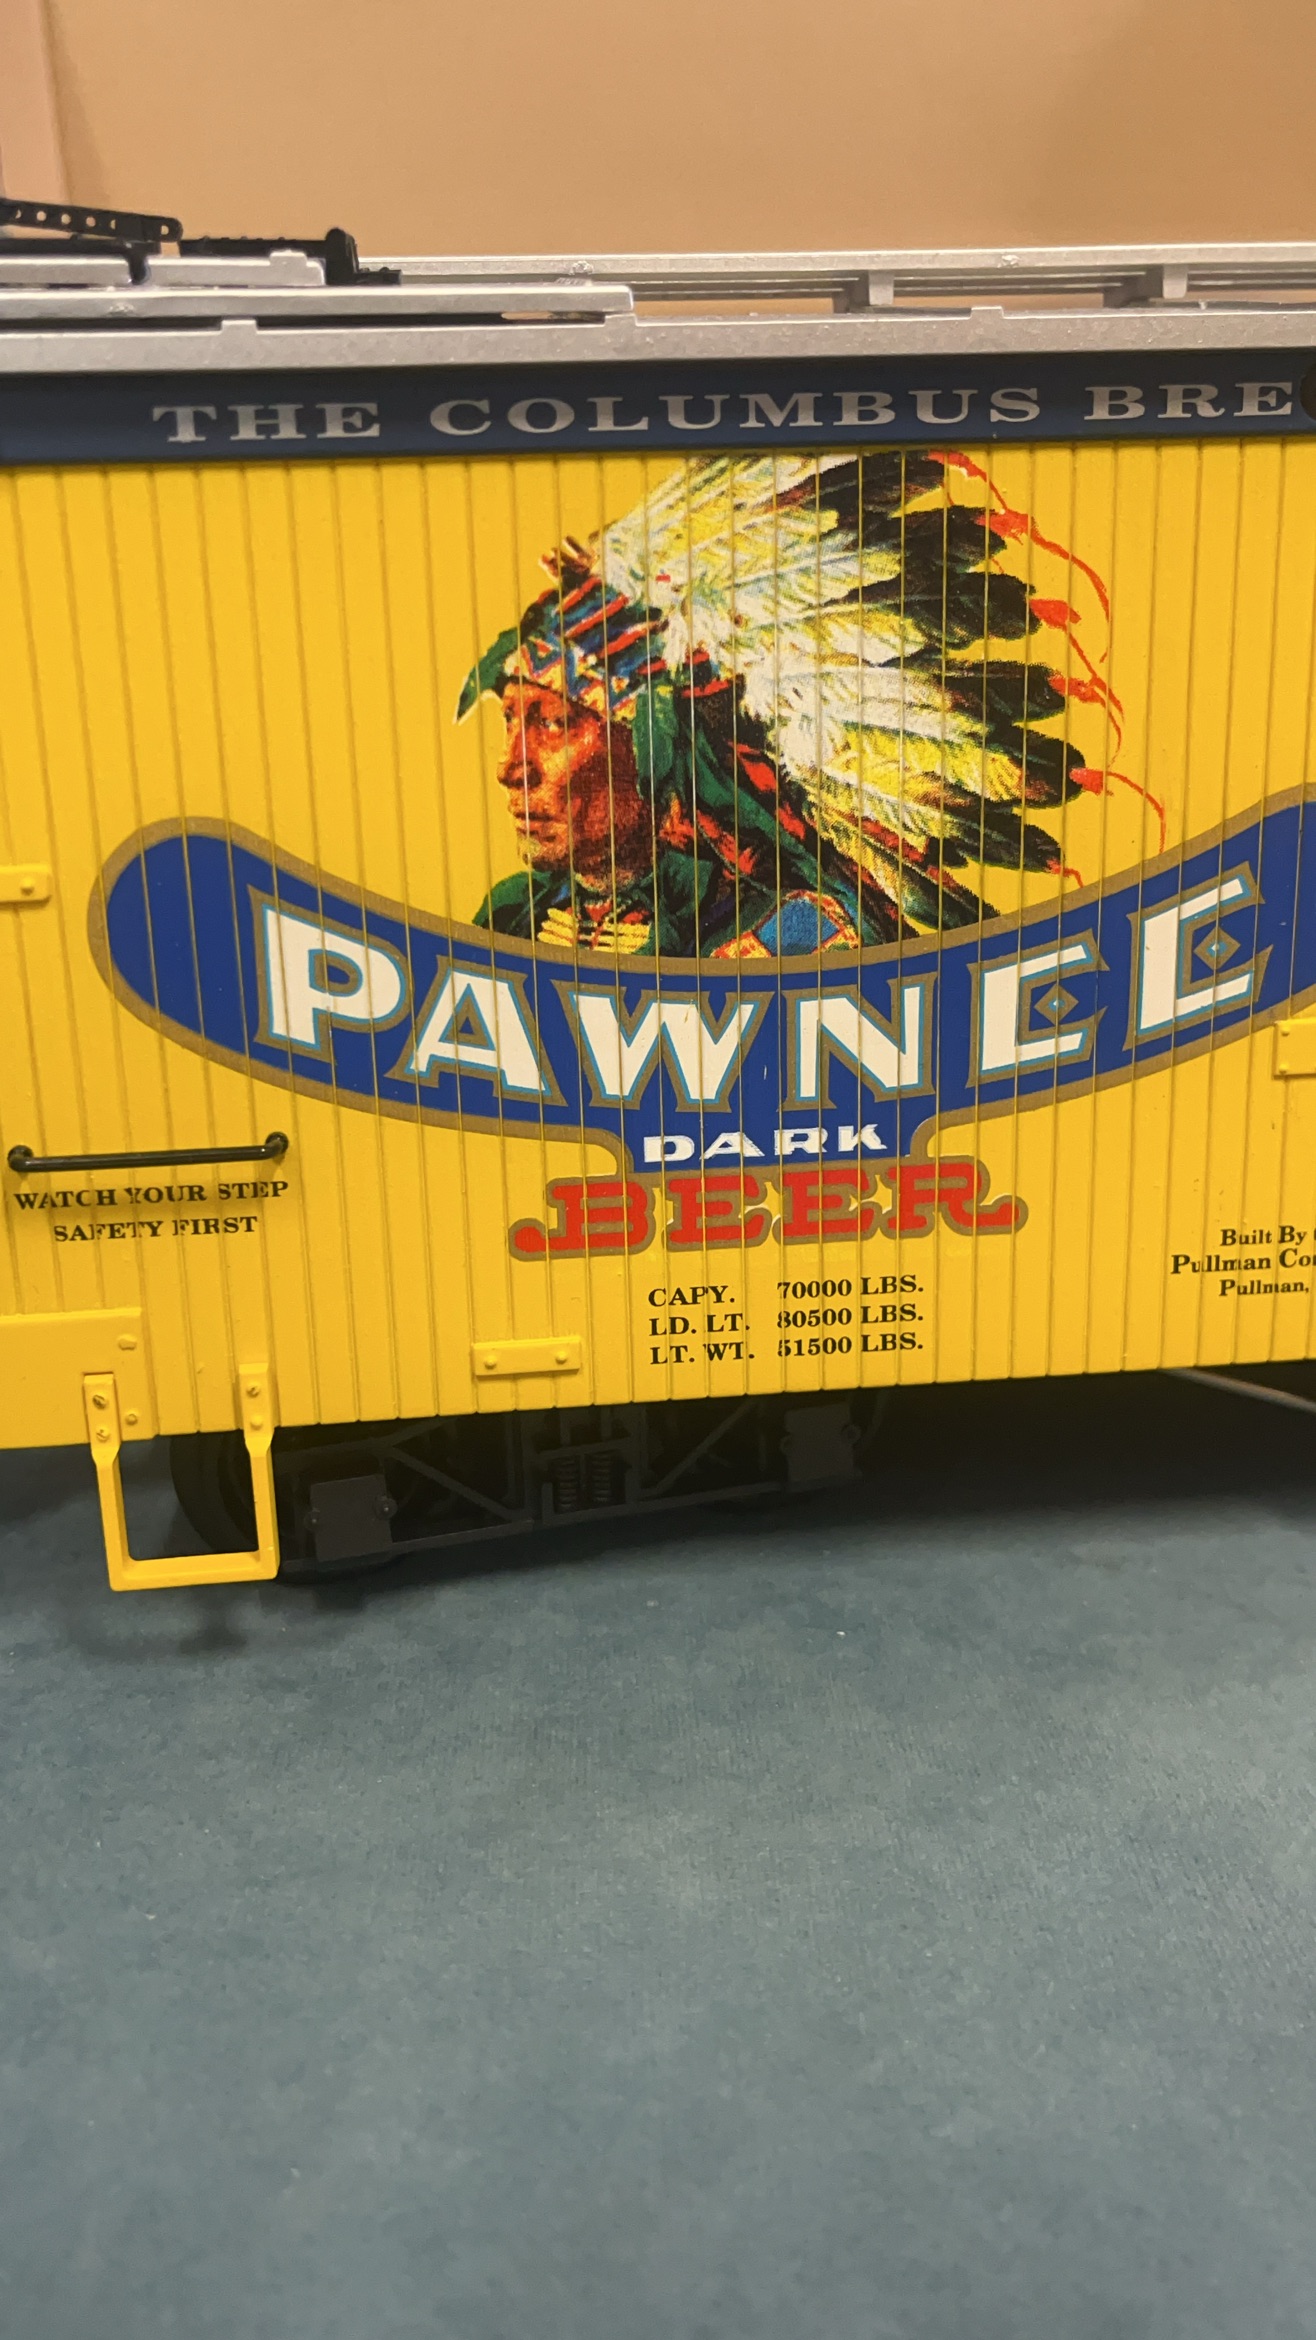 THE COLUMBUS BRE
PAWNEE
DARK
BEER
WATCH YOUR STEP
SAFETY FIRST
CAPY. 70000 LBS.
LD. LT. 80500 LBS.
LT. WT. 51500 LBS.
Built By
Pullman Co
Pullman,